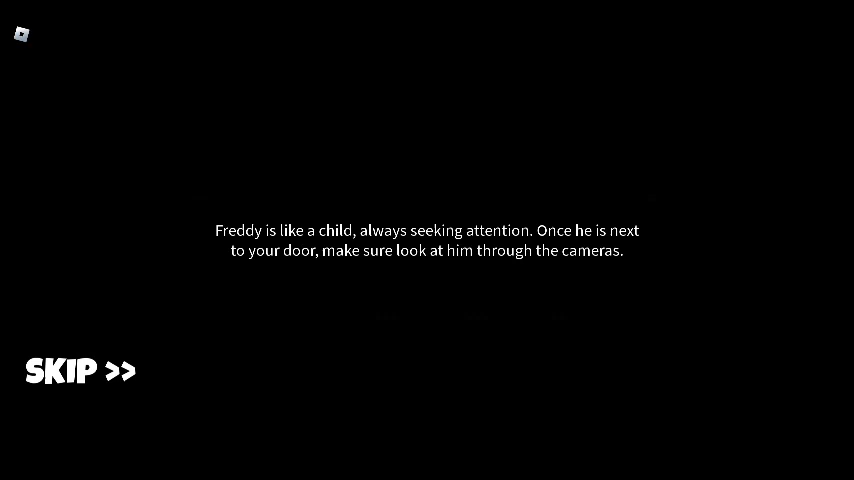 Freddy is like a child, always seeking attention. Once he is next
to your door, make sure look at him through the cameras.
SKIP >>